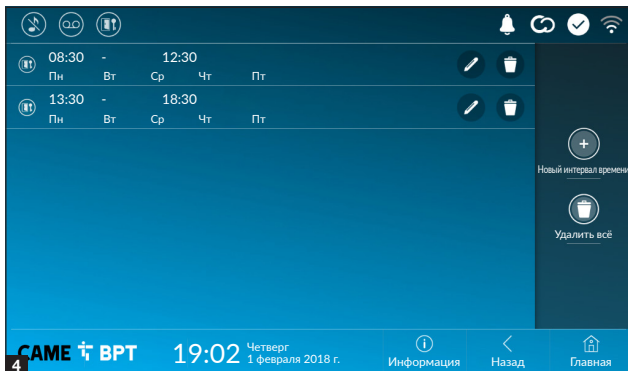 08:30 - 12:30
Пн Вт Ср Чт Пт
13:30 - 18:30
Пн Вт Ср Чт Пт
Новый интервал времени
Удалить всё
4
CAME BPT
19:02
Четверг
1 февраля 2018 г.
Информация
Назад
Главная